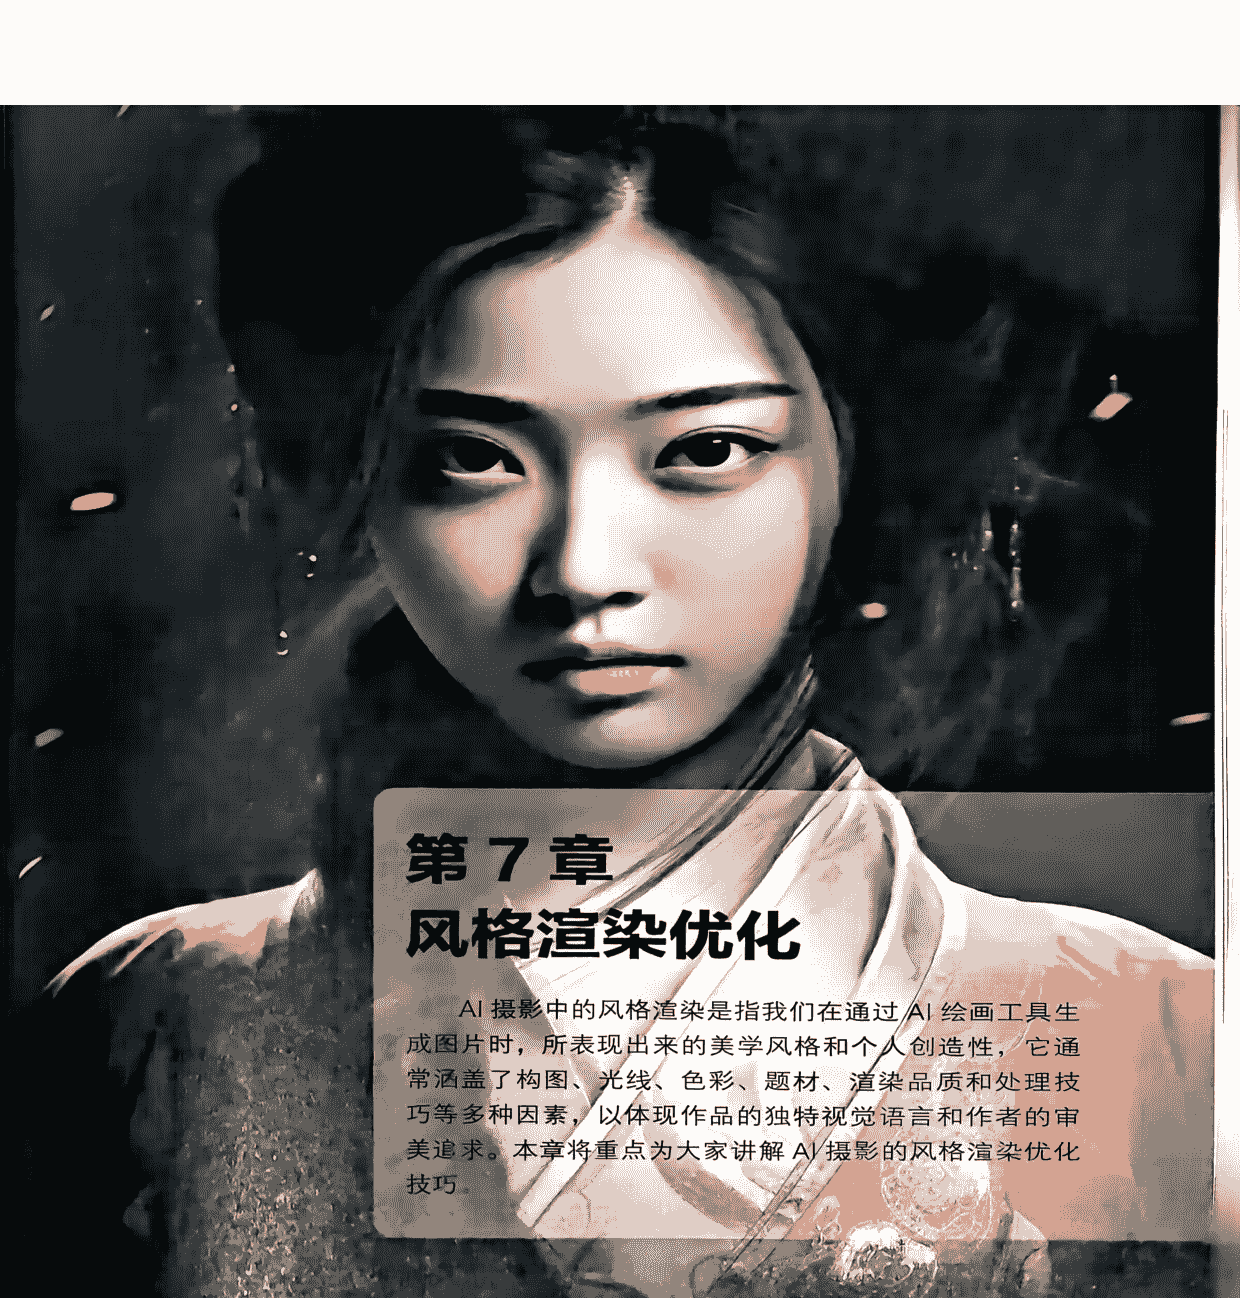 第 7 章
风格渲染优化
AI 摄影中的风格渲染是指我们在通过 AI 绘画工具生
成图片时，所表现出来的美学风格和个人创造性，它通
常涵盖了构图、光线、色彩、题材、渲染品质和处理技
巧等多种因素，以体现作品的独特视觉语言和作者的审
美追求。本章将重点为大家讲解 AI 摄影的风格渲染优化
技巧。